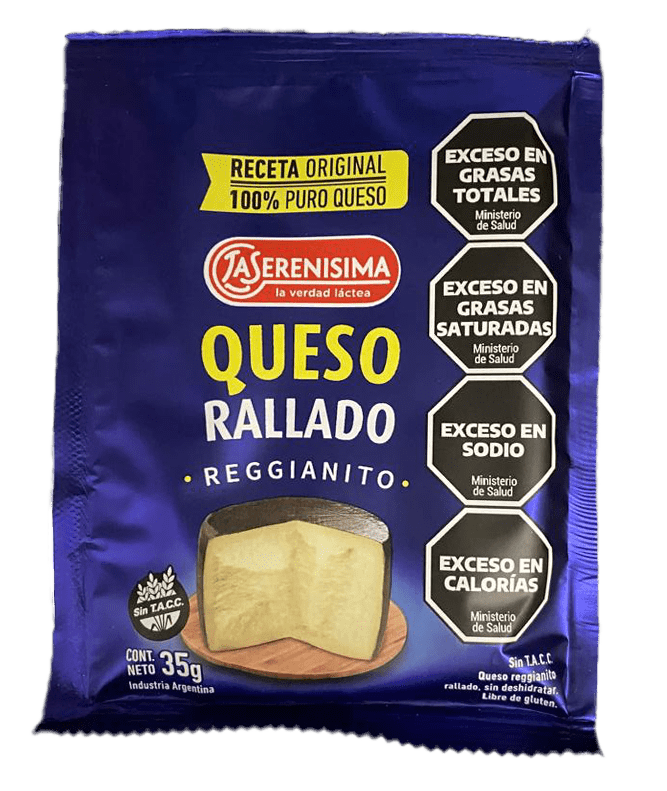 RECETA ORIGINAL
100% PURO QUESO
LASERENISIMA
la verdad láctea
QUESO
RALLADO
• REGGIANITO •
EXCESO EN
GRASAS
TOTALES
Ministerio
de Salud
EXCESO EN
GRASAS
SATURADAS
Ministerio
de Salud
EXCESO EN
SODIO
Ministerio
de Salud
EXCESO EN
CALORÍAS
Ministerio
de Salud
Sin T.A.C.C.
CONT.
NETO 35g
Industria Argentina
Sin T.A.C.C.
Queso reggianito
rallado, sin deshidratar.
Libre de gluten.